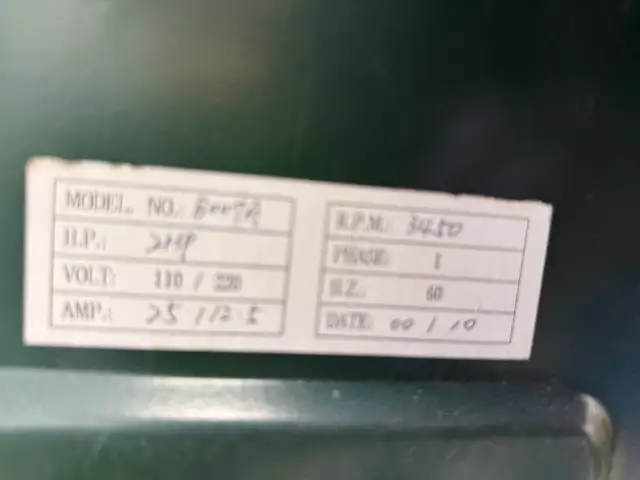 MODEL NO.:
H.P.: 2HP
VOLT: 110 / 220
AMP.: 25 / 12.5
R.P.M.: 3450
PHASE: 1
H.Z.: 60
DATE: 00 / 10